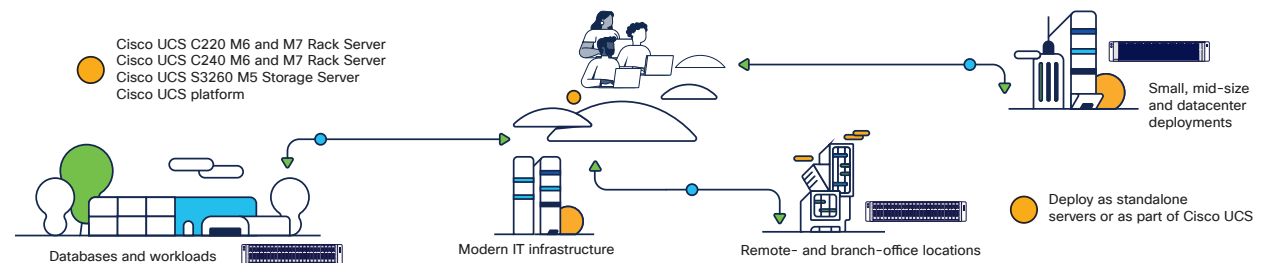 Cisco UCS C220 M6 and M7 Rack Server
Cisco UCS C240 M6 and M7 Rack Server
Cisco UCS S3260 M5 Storage Server
Cisco UCS platform
Small, mid-size
and datacenter
deployments
Deploy as standalone
servers or as part of Cisco UCS
Databases and workloads
Modern IT infrastructure
Remote- and branch-office locations